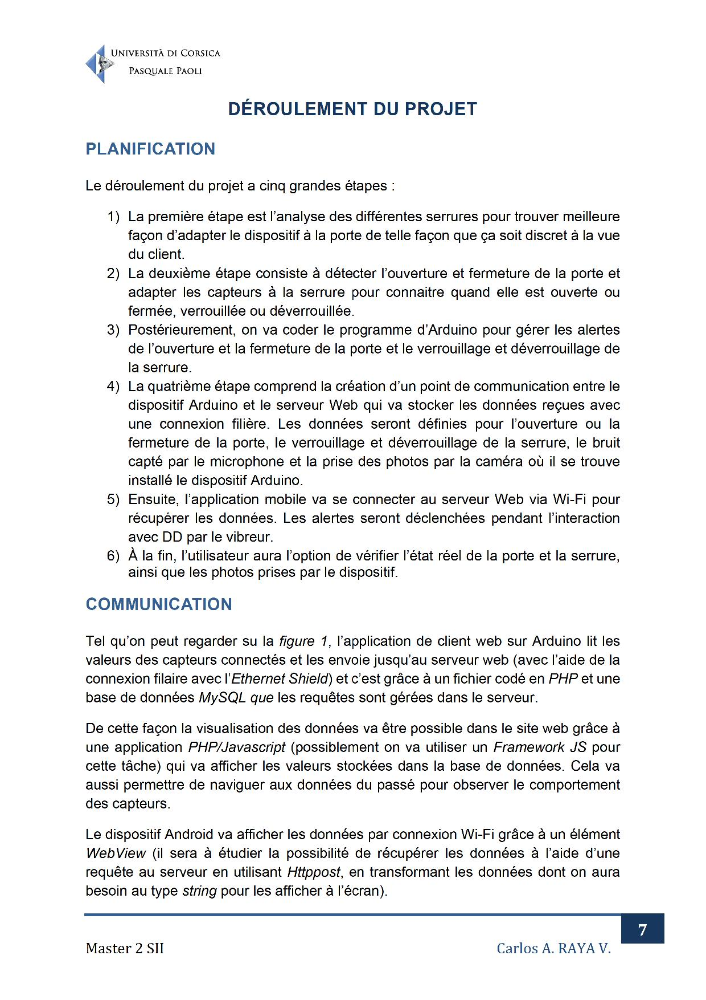 UNIVERSITÀ DI CORSICA
PASQUALE PAOLI
DÉROULEMENT DU PROJET
PLANIFICATION
Le déroulement du projet a cinq grandes étapes :
1) La première étape est l’analyse des différentes serrures pour trouver meilleure
façon d’adapter le dispositif à la porte de telle façon que ça soit discret à la vue
du client.
2) La deuxième étape consiste à détecter l’ouverture et fermeture de la porte et
adapter les capteurs à la serrure pour connaitre quand elle est ouverte ou
fermée, verrouillée ou déverrouillée.
3) Postérieurement, on va coder le programme d’Arduino pour gérer les alertes
de l’ouverture et la fermeture de la porte et le verrouillage et déverrouillage de
la serrure.
4) La quatrième étape comprend la création d’un point de communication entre le
dispositif Arduino et le serveur Web qui va stocker les données reçues avec
une connexion filière. Les données seront définies pour l’ouverture ou la
fermeture de la porte, le verrouillage et déverrouillage de la serrure, le bruit
capté par le microphone et la prise des photos par la caméra où il se trouve
installé le dispositif Arduino.
5) Ensuite, l’application mobile va se connecter au serveur Web via Wi-Fi pour
récupérer les données. Les alertes seront déclenchées pendant l’interaction
avec DD par le vibreur.
6) À la fin, l’utilisateur aura l’option de vérifier l’état réel de la porte et la serrure,
ainsi que les photos prises par le dispositif.
COMMUNICATION
Tel qu’on peut regarder su la figure 1, l’application de client web sur Arduino lit les
valeurs des capteurs connectés et les envoie jusqu’au serveur web (avec l’aide de la
connexion filaire avec l’Ethernet Shield) et c’est grâce à un fichier codé en PHP et une
base de données MySQL que les requêtes sont gérées dans le serveur.
De cette façon la visualisation des données va être possible dans le site web grâce à
une application PHP/Javascript (possiblement on va utiliser un Framework JS pour
cette tâche) qui va afficher les valeurs stockées dans la base de données. Cela va
aussi permettre de naviguer aux données du passé pour observer le comportement
des capteurs.
Le dispositif Android va afficher les données par connexion Wi-Fi grâce à un élément
WebView (il sera à étudier la possibilité de récupérer les données à l’aide d’une
requête au serveur en utilisant Httppost, en transformant les données dont on aura
besoin au type string pour les afficher à l’écran).
7
Master 2 SII Carlos A. RAYA V.